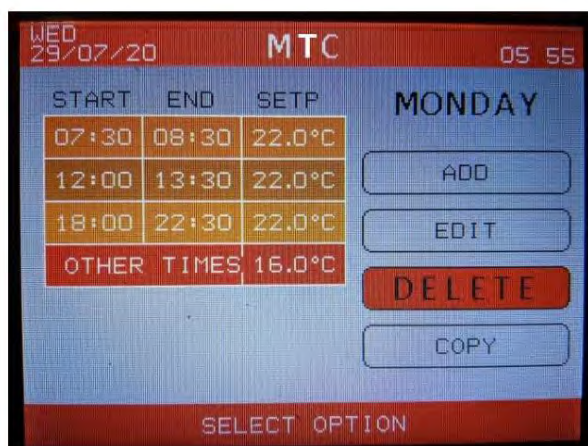 WED
29/07/20 MTC 05 55
START END SETP MONDAY
07:30 08:30 22.0°C
12:00 13:30 22.0°C
18:00 22:30 22.0°C
OTHER TIMES 16.0°C
ADD
EDIT
DELETE
COPY
SELECT OPTION